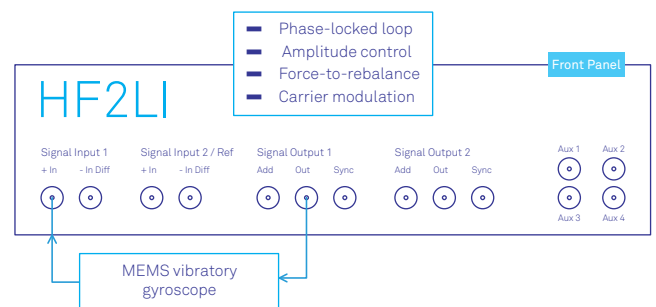 Phase-locked loop
Amplitude control
Force-to-rebalance
Carrier modulation
Front Panel
HF2LI
Signal Input 1 Signal Input 2 / Ref Signal Output 1 Signal Output 2 Aux 1 Aux 2
+ In - In Diff + In - In Diff Add Out Sync Add Out Sync
Aux 3 Aux 4
MEMS vibratory
gyroscope